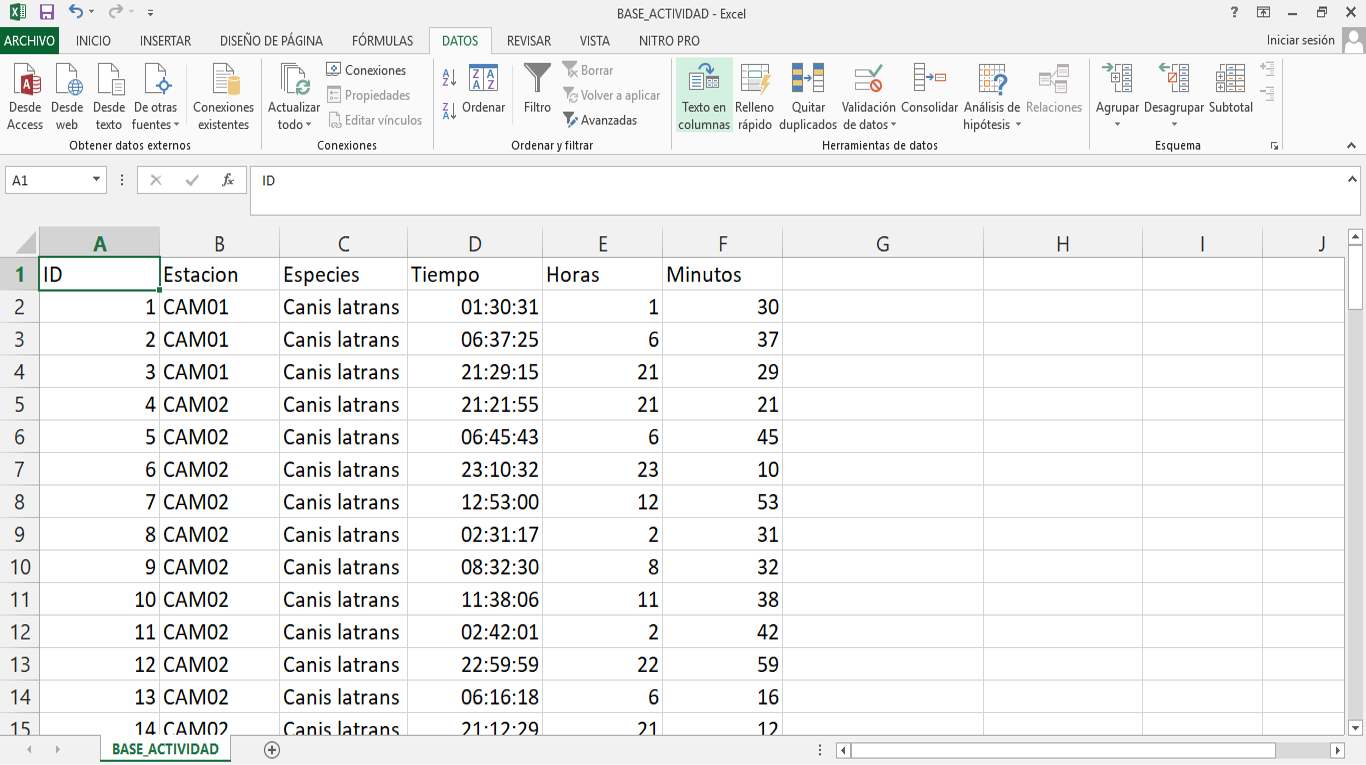 BASE_ACTIVIDAD - Excel
?
ARCHIVO INICIO INSERTAR DISEÑO DE PÁGINA FÓRMULAS DATOS REVISAR VISTA NITRO PRO Iniciar sesión
Desde Access
Desde web
Desde texto
De otras fuentes
Obtener datos externos
Conexiones existentes
Actualizar todo
Conexiones
Propiedades
Editar vínculos
Conexiones
Ordenar
Filtro
Borrar
Volver a aplicar
Avanzadas
Ordenar y filtrar
Texto en columnas
Relleno rápido
Quitar duplicados
Validación de datos
Consolidar
Análisis de hipótesis
Relaciones
Herramientas de datos
Agrupar
Desagrupar
Subtotal
Esquema
A1 fx ID
A B C D E F G H I J
1 ID Estacion Especies Tiempo Horas Minutos
2 1 CAM01 Canis latrans 01:30:31 1 30
3 2 CAM01 Canis latrans 06:37:25 6 37
4 3 CAM01 Canis latrans 21:29:15 21 29
5 4 CAM02 Canis latrans 21:21:55 21 21
6 5 CAM02 Canis latrans 06:45:43 6 45
7 6 CAM02 Canis latrans 23:10:32 23 10
8 7 CAM02 Canis latrans 12:53:00 12 53
9 8 CAM02 Canis latrans 02:31:17 2 31
10 9 CAM02 Canis latrans 08:32:30 8 32
11 10 CAM02 Canis latrans 11:38:06 11 38
12 11 CAM02 Canis latrans 02:42:01 2 42
13 12 CAM02 Canis latrans 22:59:59 22 59
14 13 CAM02 Canis latrans 06:16:18 6 16
15 14 CAM02 Canis latrans 21:12:29 21 12
BASE_ACTIVIDAD